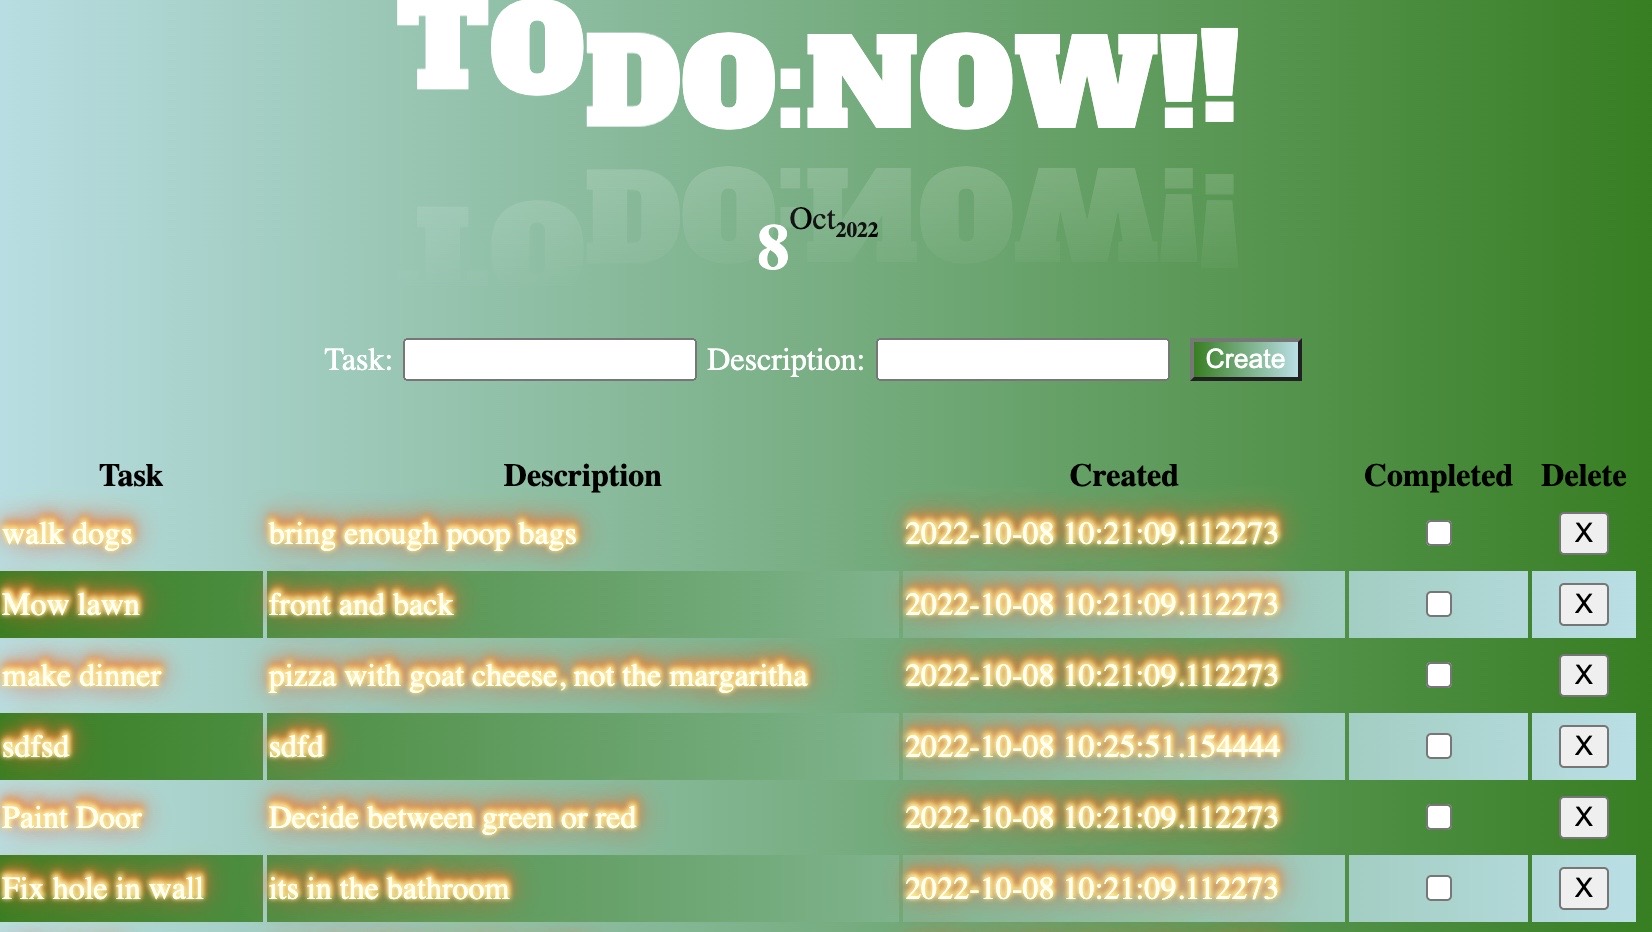 TO DO:NOW!!
8 Oct 2022
Task: Description: Create
Task Description Created Completed Delete
walk dogs bring enough poop bags 2022-10-08 10:21:09.112273 X
Mow lawn front and back 2022-10-08 10:21:09.112273 X
make dinner pizza with goat cheese, not the margaritha 2022-10-08 10:21:09.112273 X
sdfsd sdfd 2022-10-08 10:25:51.154444 X
Paint Door Decide between green or red 2022-10-08 10:21:09.112273 X
Fix hole in wall its in the bathroom 2022-10-08 10:21:09.112273 X